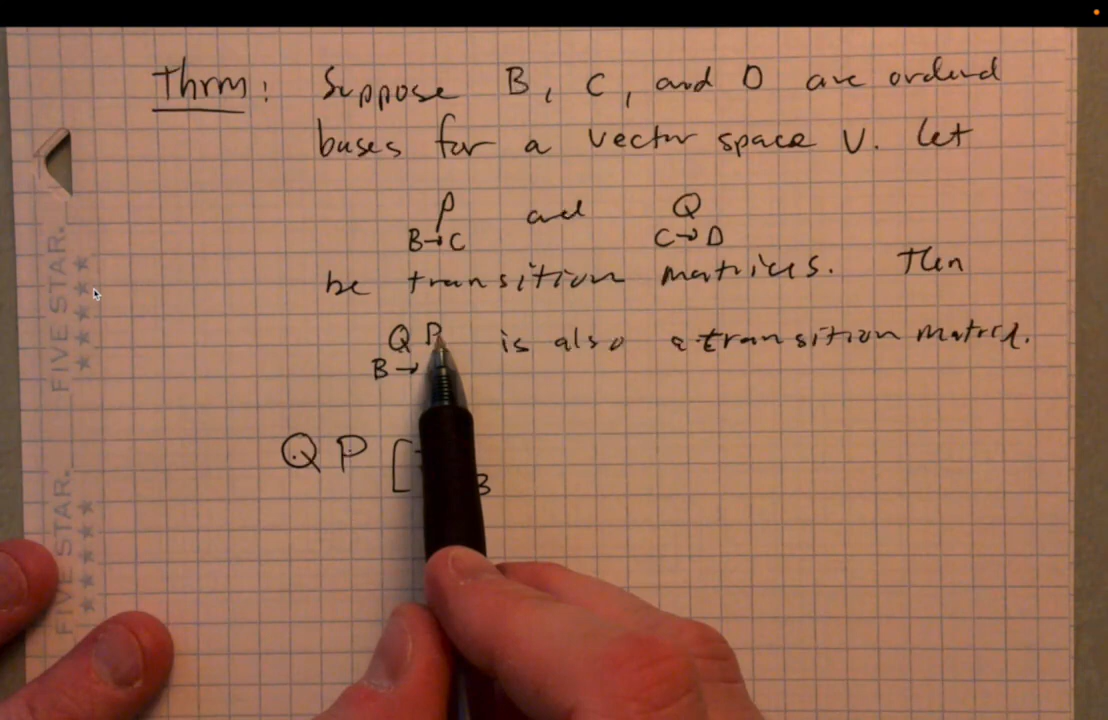 Thrm: Suppose B, C, and D are orderd
bases for a vector space V. Let
P and Q
B→C C→D
be transition matrices. Then
QP is also a transition matrix.
B→
QP [
B
FIVE STAR.
FIVE STAR.